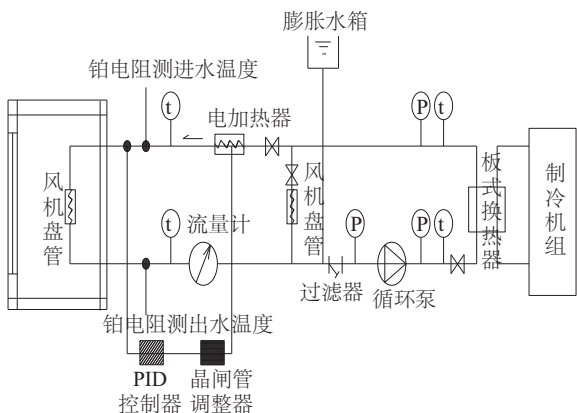 膨胀水箱
铂电阻测进水温度
t
电加热器
P
t
风机盘管
风机盘管
板式换热器
制冷机组
t
流量计
P
P
t
过滤器
循环泵
铂电阻测出水温度
PID
控制器
晶闸管
调整器